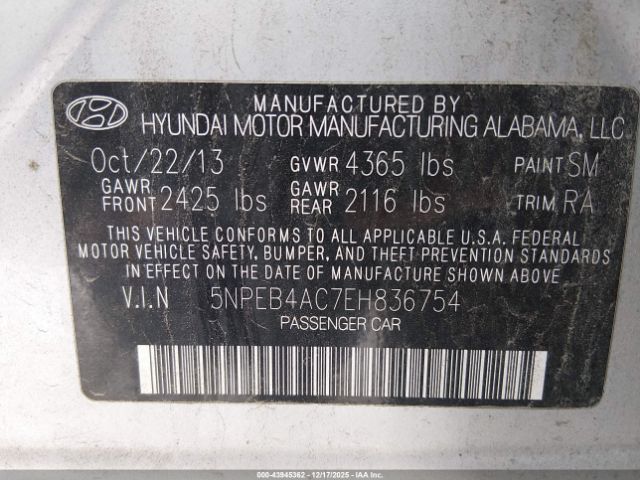 MANUFACTURED BY
HYUNDAI MOTOR MANUFACTURING ALABAMA, LLC
Oct/22/13 GVWR 4365 lbs PAINT SM
GAWR FRONT 2425 lbs GAWR REAR 2116 lbs TRIM RA
THIS VEHICLE CONFORMS TO ALL APPLICABLE U.S.A. FEDERAL
MOTOR VEHICLE SAFETY, BUMPER, AND THEFT PREVENTION STANDARDS
IN EFFECT ON THE DATE OF MANUFACTURE SHOWN ABOVE.
V.I.N 5NPEB4AC7EH836754
PASSENGER CAR
000-43945362 - 12/17/2025 - IAAI.COM